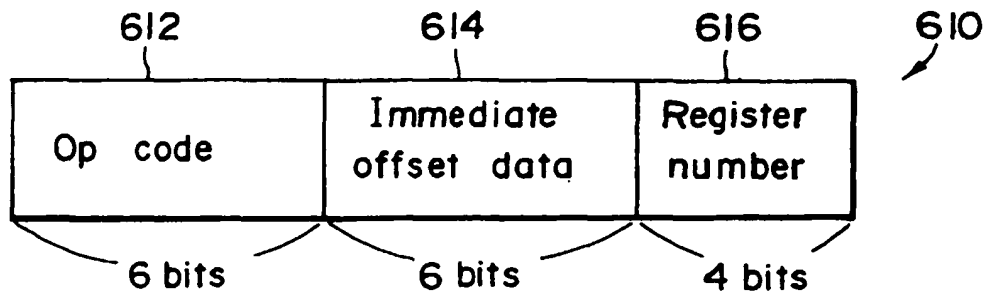 612 614 616 610
Op code
Immediate
offset data
Register
number
6 bits 6 bits 4 bits